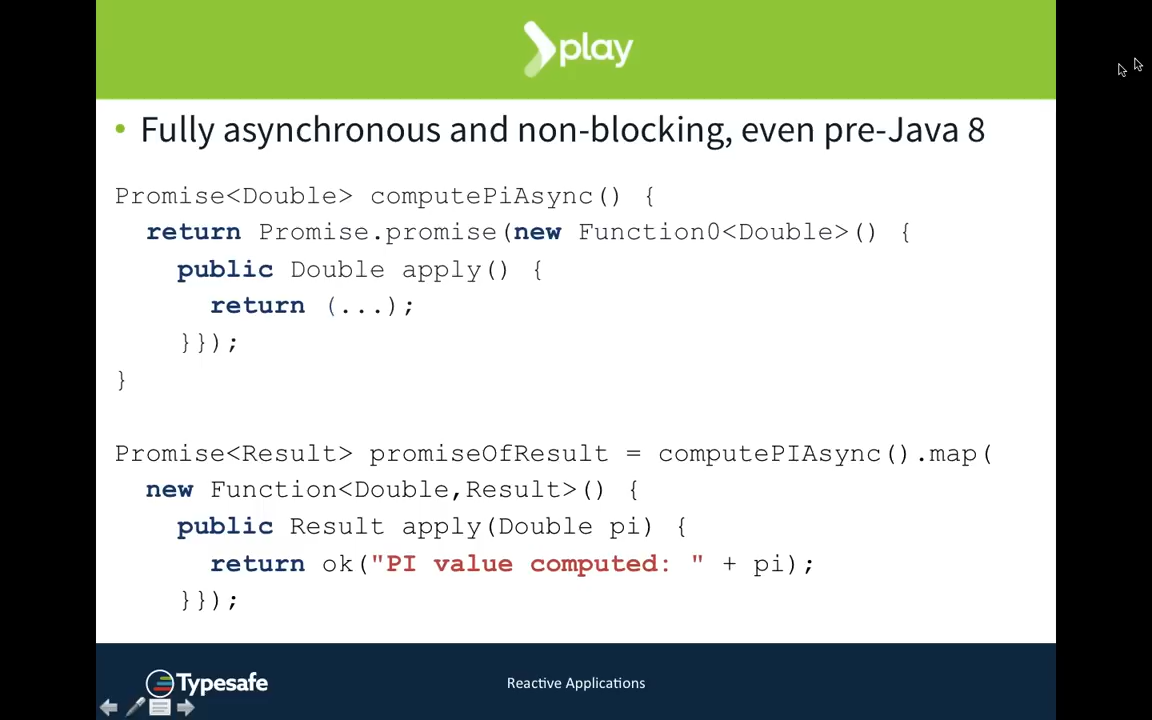 play
• Fully asynchronous and non-blocking, even pre-Java 8
Promise<Double> computePiAsync() {
  return Promise.promise(new Function0<Double>() {
    public Double apply() {
      return (...);
    }});
}
Promise<Result> promiseOfResult = computePIAsync().map(
  new Function<Double,Result>() {
    public Result apply(Double pi) {
      return ok("PI value computed: " + pi);
    }});
Typesafe
Reactive Applications